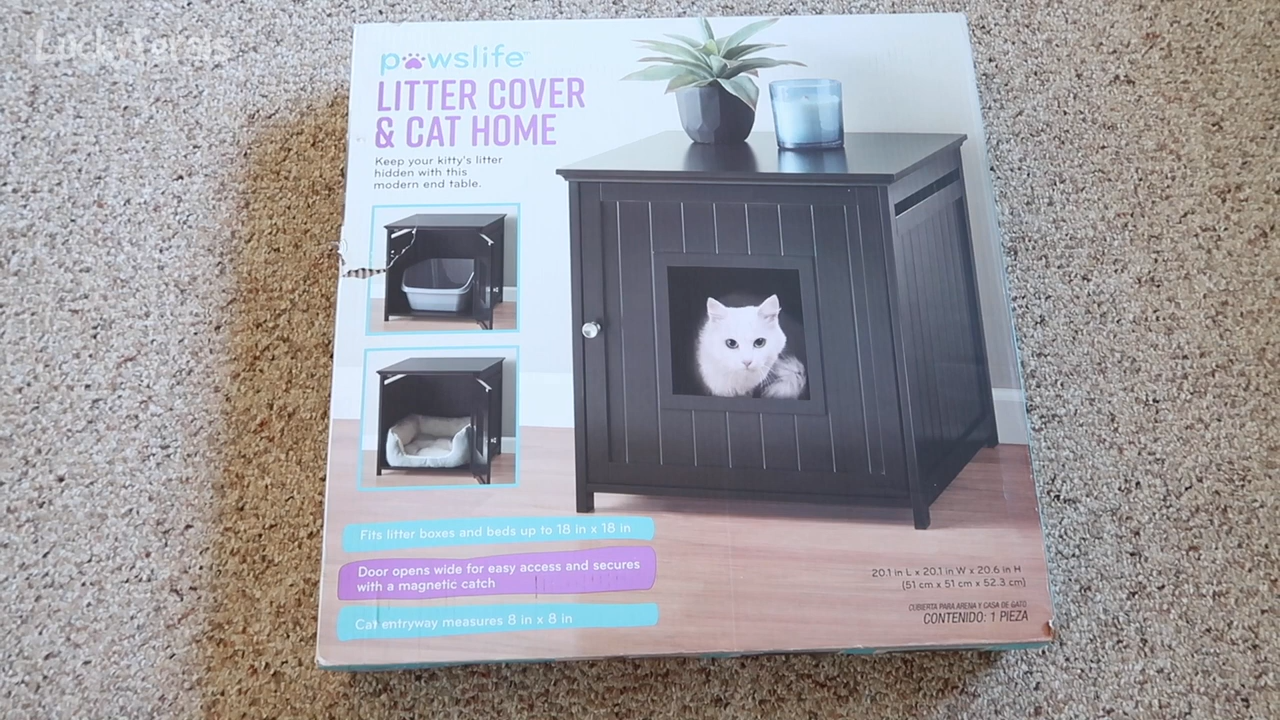 Lucky Ferals
pawslife™
LITTER COVER
& CAT HOME
Keep your kitty's litter
hidden with this
modern end table.
Fits litter boxes and beds up to 18 in x 18 in
Door opens wide for easy access and secures
with a magnetic catch
Cat entryway measures 8 in x 8 in
20.1 in L x 20.1 in W x 20.6 in H
(51 cm x 51 cm x 52.3 cm)
CUBIERTA PARA ARENA Y CASA DE GATO
CONTENIDO: 1 PIEZA